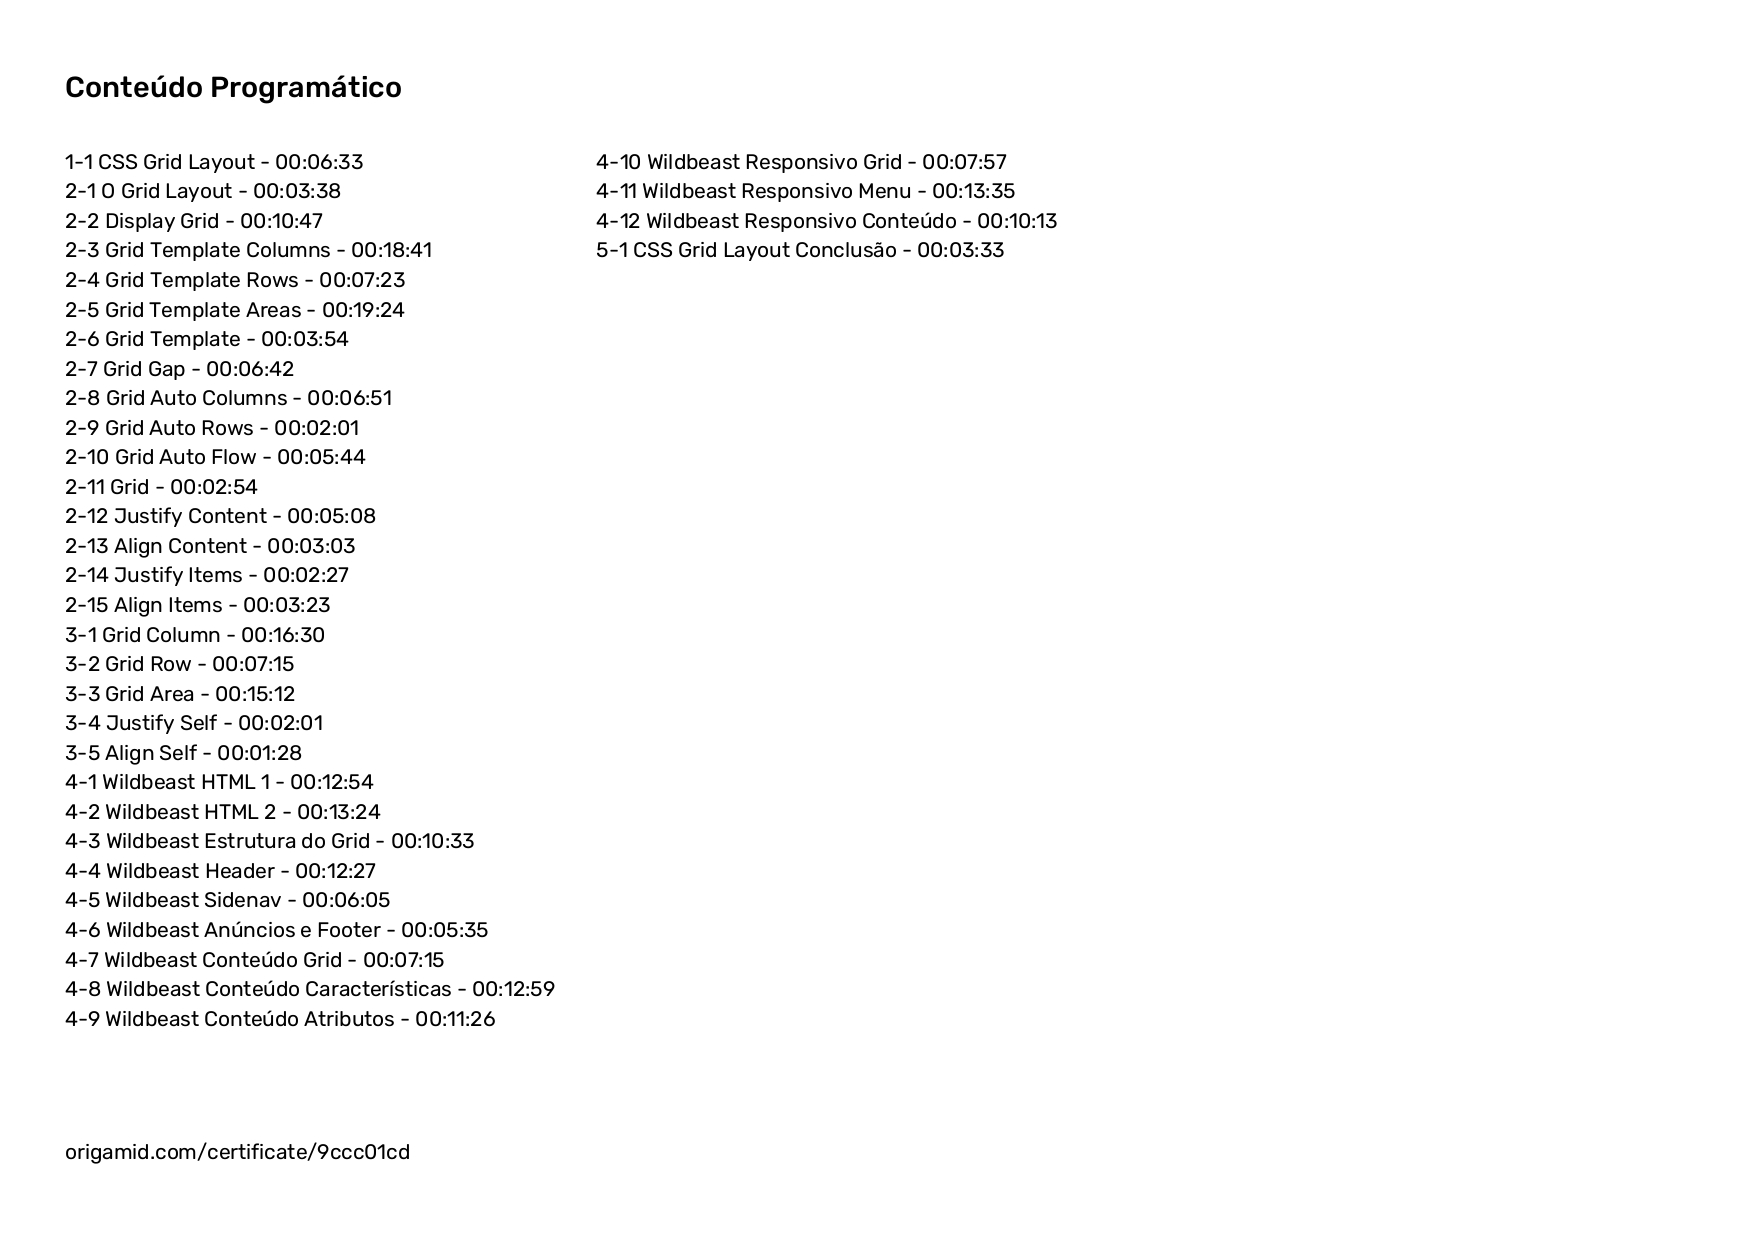 Conteúdo Programático
1-1 CSS Grid Layout - 00:06:33
2-1 O Grid Layout - 00:03:38
2-2 Display Grid - 00:10:47
2-3 Grid Template Columns - 00:18:41
2-4 Grid Template Rows - 00:07:23
2-5 Grid Template Areas - 00:19:24
2-6 Grid Template - 00:03:54
2-7 Grid Gap - 00:06:42
2-8 Grid Auto Columns - 00:06:51
2-9 Grid Auto Rows - 00:02:01
2-10 Grid Auto Flow - 00:05:44
2-11 Grid - 00:02:54
2-12 Justify Content - 00:05:08
2-13 Align Content - 00:03:03
2-14 Justify Items - 00:02:27
2-15 Align Items - 00:03:23
3-1 Grid Column - 00:16:30
3-2 Grid Row - 00:07:15
3-3 Grid Area - 00:15:12
3-4 Justify Self - 00:02:01
3-5 Align Self - 00:01:28
4-1 Wildbeast HTML 1 - 00:12:54
4-2 Wildbeast HTML 2 - 00:13:24
4-3 Wildbeast Estrutura do Grid - 00:10:33
4-4 Wildbeast Header - 00:12:27
4-5 Wildbeast Sidenav - 00:06:05
4-6 Wildbeast Anúncios e Footer - 00:05:35
4-7 Wildbeast Conteúdo Grid - 00:07:15
4-8 Wildbeast Conteúdo Características - 00:12:59
4-9 Wildbeast Conteúdo Atributos - 00:11:26
4-10 Wildbeast Responsivo Grid - 00:07:57
4-11 Wildbeast Responsivo Menu - 00:13:35
4-12 Wildbeast Responsivo Conteúdo - 00:10:13
5-1 CSS Grid Layout Conclusão - 00:03:33
origamid.com/certificate/9ccc01cd